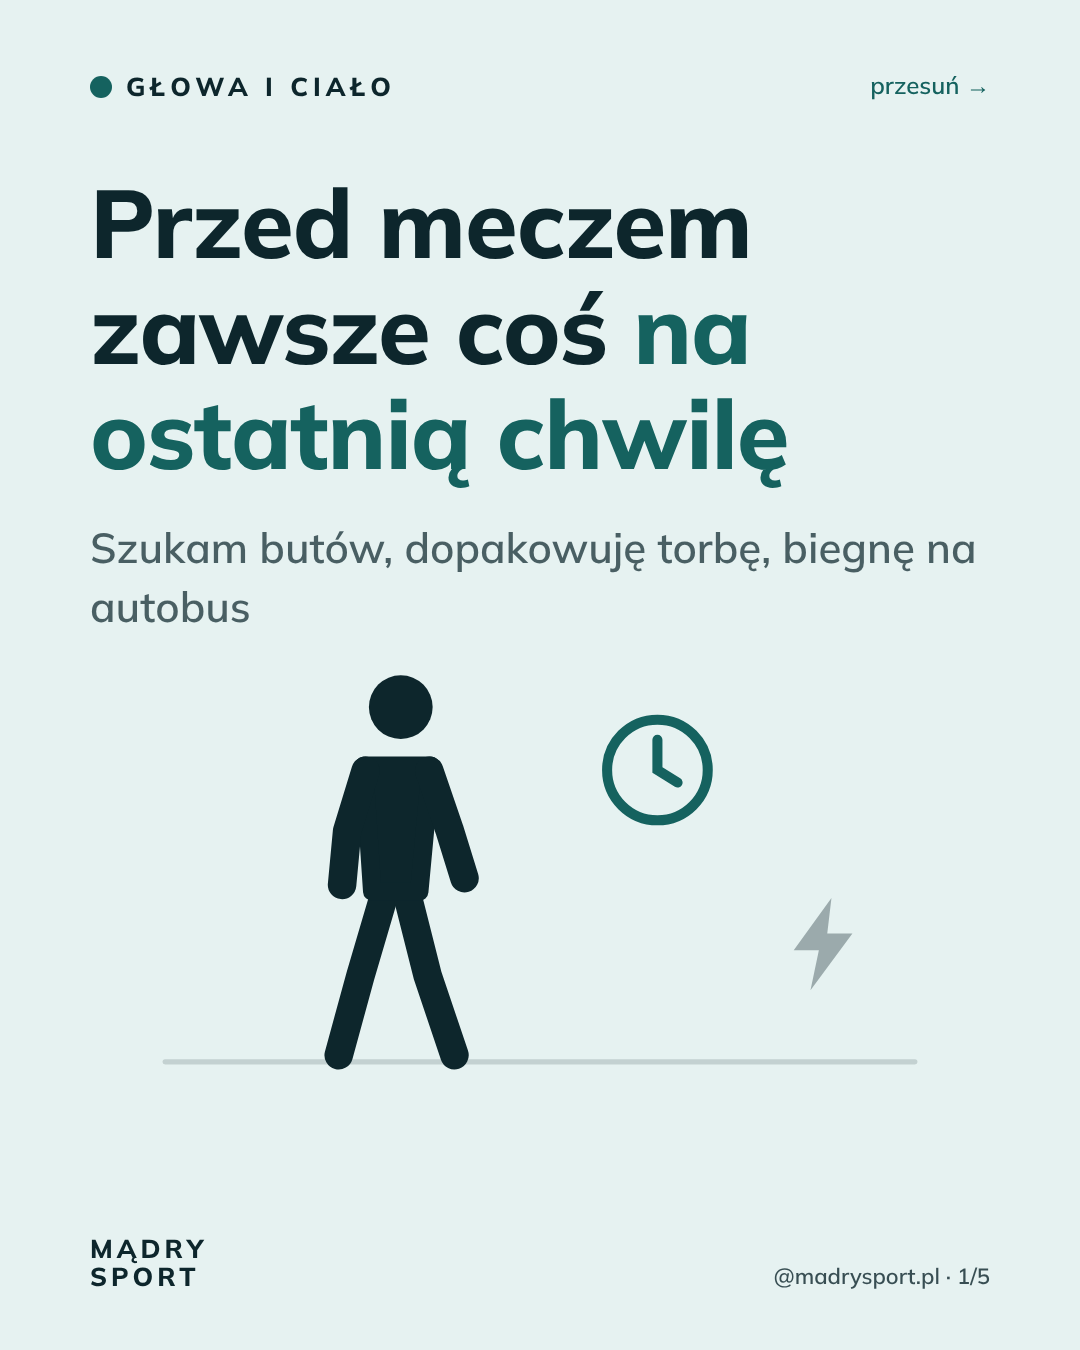 GŁOWA I CIAŁO
przesuń →
Przed meczem
zawsze coś na
ostatnią chwilę
Szukam butów, dopakowuję torbę, biegnę na
autobus
MĄDRY
SPORT
@madrysport.pl · 1/5